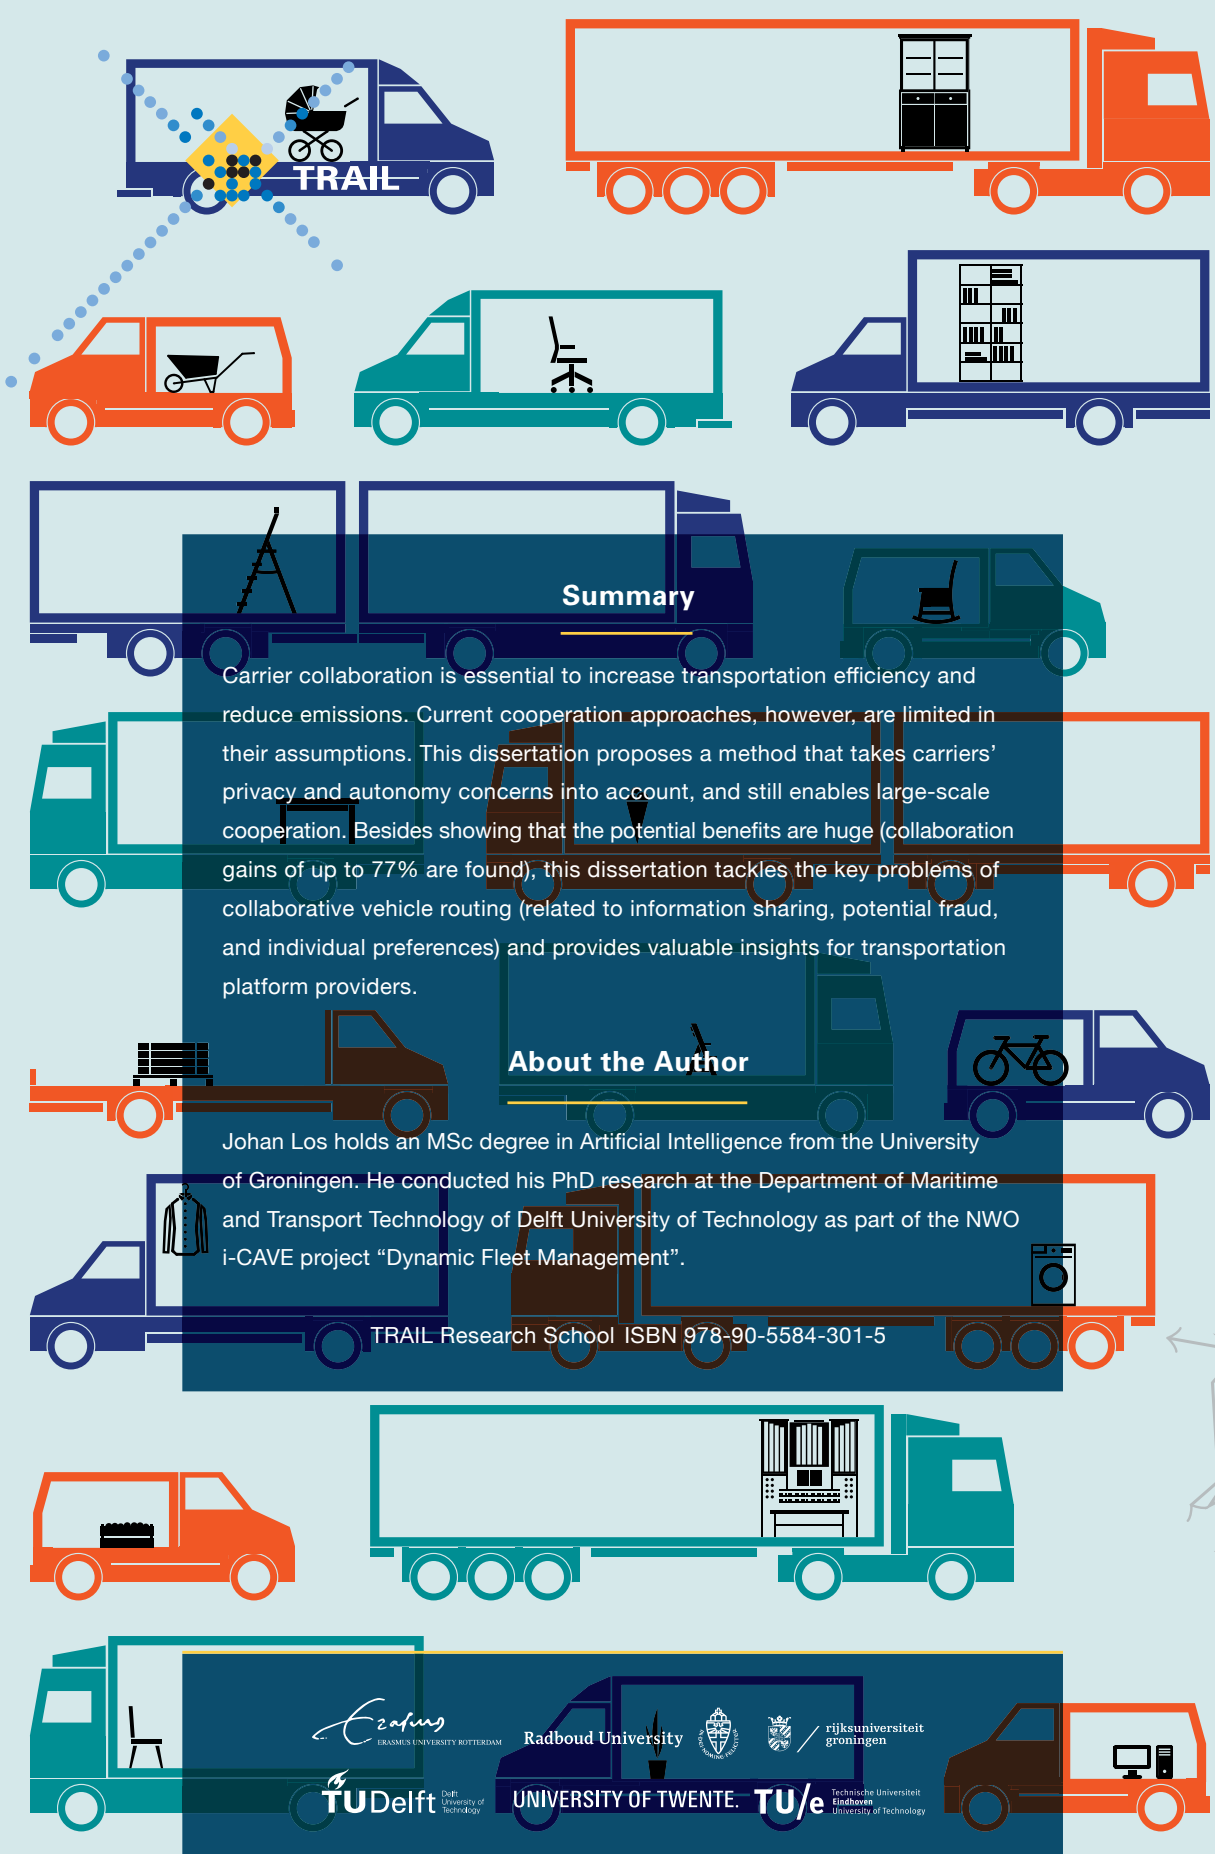 TRAIL
Summary
Carrier collaboration is essential to increase transportation efficiency and
reduce emissions. Current cooperation approaches, however, are limited in
their assumptions. This dissertation proposes a method that takes carriers’
privacy and autonomy concerns into account, and still enables large-scale
cooperation. Besides showing that the potential benefits are huge (collaboration
gains of up to 77% are found), this dissertation tackles the key problems of
collaborative vehicle routing (related to information sharing, potential fraud,
and individual preferences) and provides valuable insights for transportation
platform providers.
About the Author
Johan Los holds an MSc degree in Artificial Intelligence from the University
of Groningen. He conducted his PhD research at the Department of Maritime
and Transport Technology of Delft University of Technology as part of the NWO
i-CAVE project “Dynamic Fleet Management”.
TRAIL Research School ISBN 978-90-5584-301-5
Erasmus
ERASMUS UNIVERSITY ROTTERDAM
Radboud University
rijksuniversiteit
groningen
TUDelft
Delft
University of
Technology
UNIVERSITY OF TWENTE.
TU/e
Technische Universiteit
Eindhoven
University of Technology